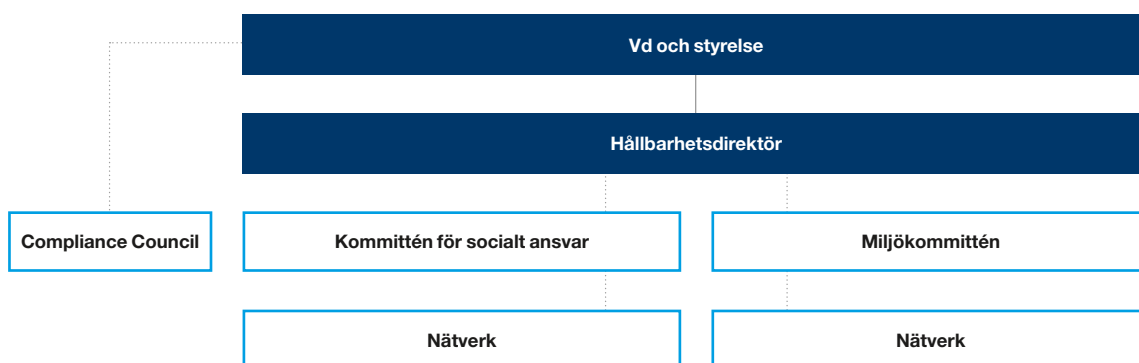 Vd och styrelse
Hållbarhetsdirektör
Compliance Council
Kommittén för socialt ansvar
Miljökommittén
Nätverk
Nätverk